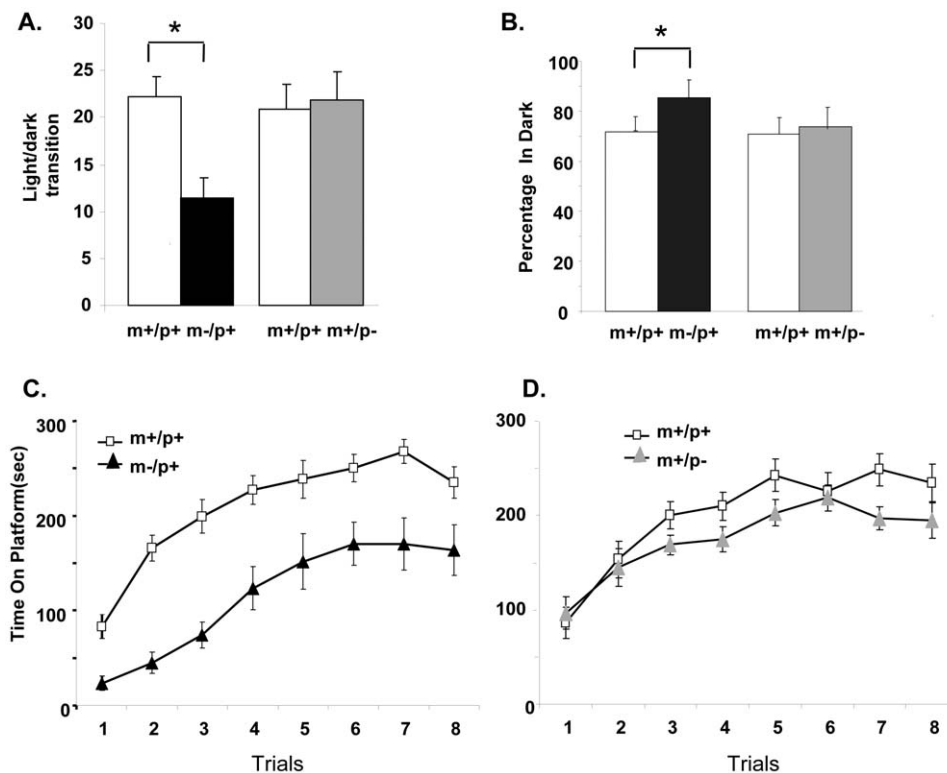 A.
Light/dark
transition
30
25
20
15
10
5
0
*
m+/p+ m-/p+ m+/p+ m+/p-
B.
Percentage In Dark
100
80
60
40
20
0
*
m+/p+ m-/p+ m+/p+ m+/p-
C.
Time On Platform(sec)
300
200
100
0
m+/p+
m-/p+
1 2 3 4 5 6 7 8
Trials
D.
300
200
100
0
m+/p+
m+/p-
1 2 3 4 5 6 7 8
Trials